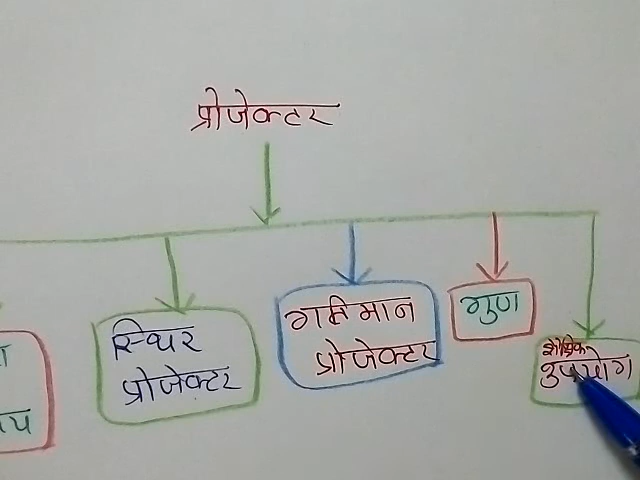 प्रोजेक्टर
स्थिर
प्रोजेक्टर
गतिमान
प्रोजेक्टर
गुण
शैक्षिक
उपयोग